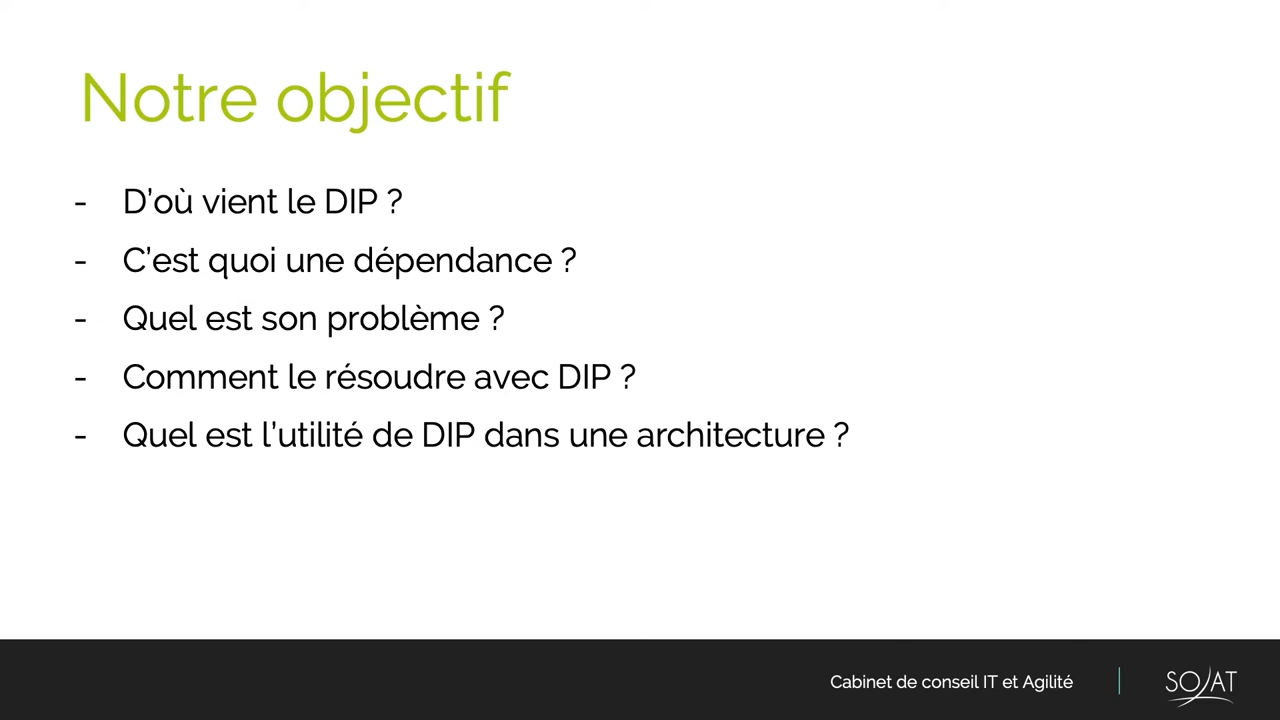 Notre objectif
- D'où vient le DIP ?
- C'est quoi une dépendance ?
- Quel est son problème ?
- Comment le résoudre avec DIP ?
- Quel est l'utilité de DIP dans une architecture ?
Cabinet de conseil IT et Agilité
SOAT